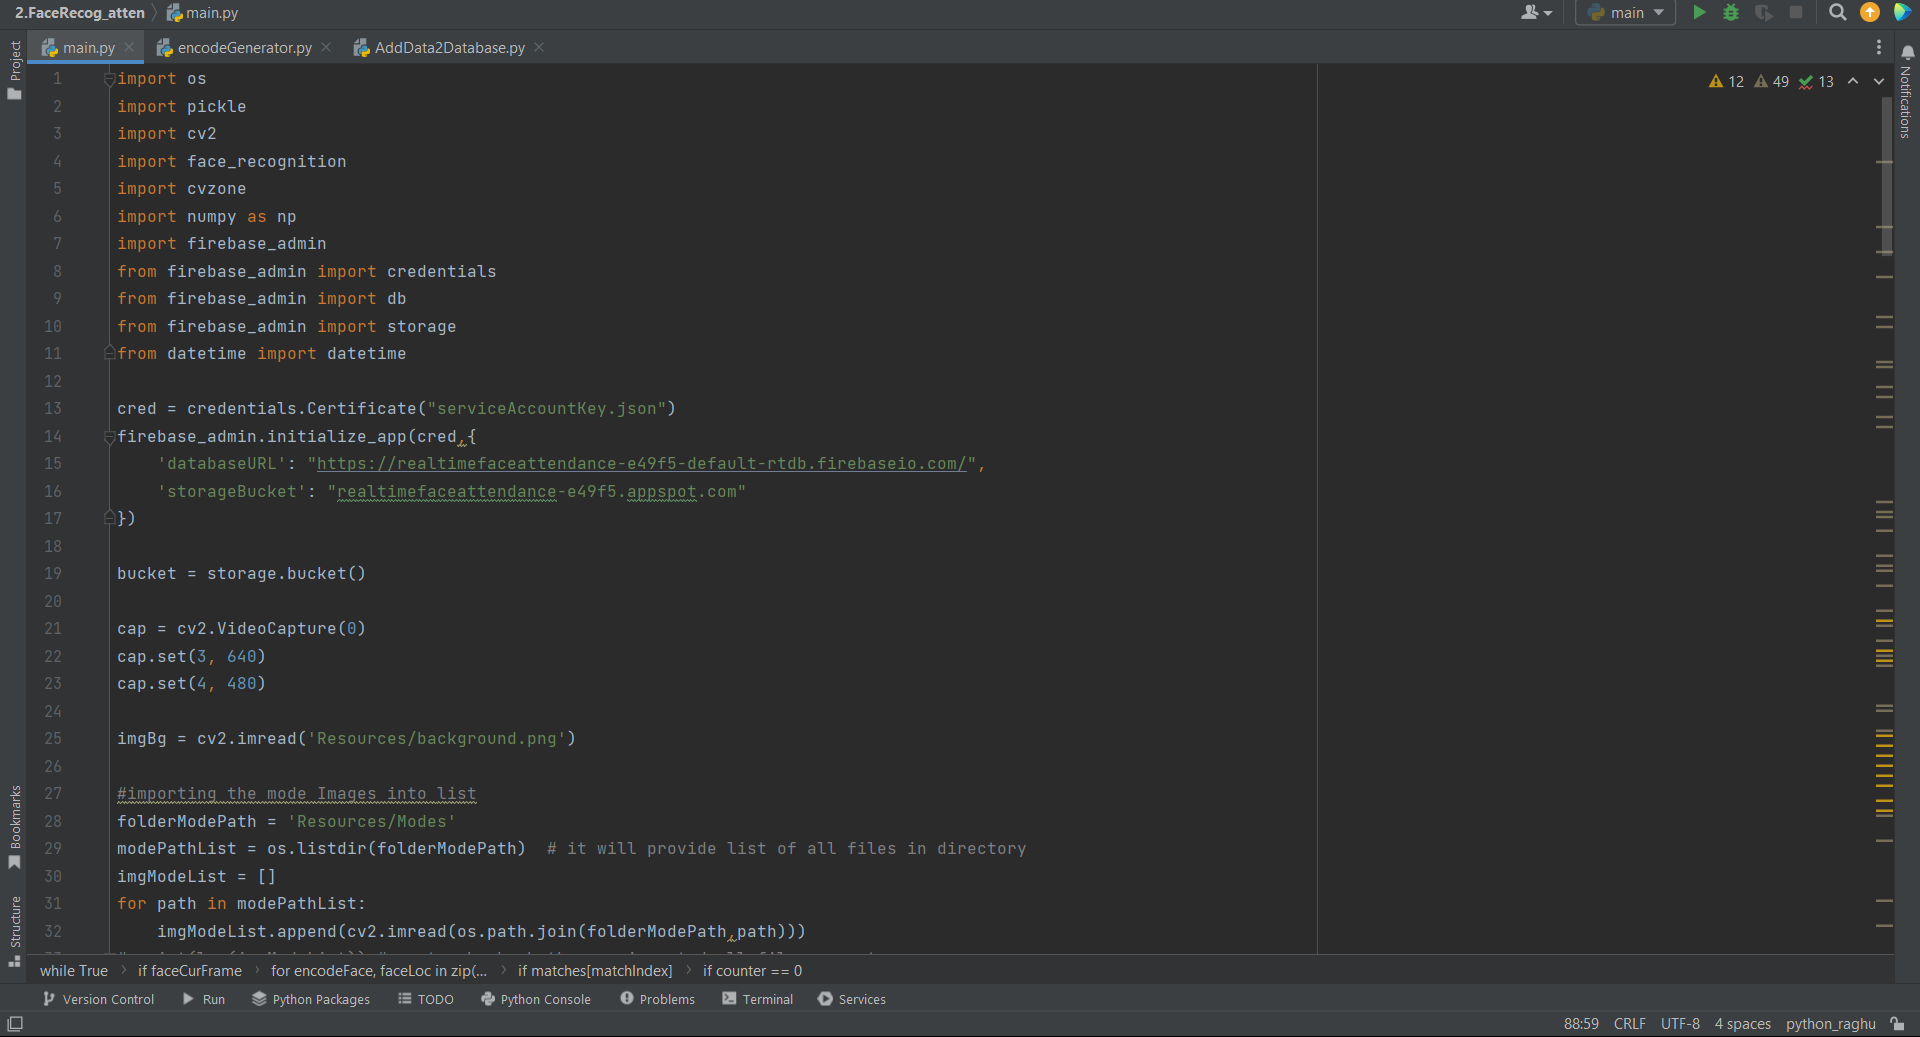 2.FaceRecog_atten main.py main
main.py encodeGenerator.py AddData2Database.py
Project
Notifications
12 49 13
1 import os
2 import pickle
3 import cv2
4 import face_recognition
5 import cvzone
6 import numpy as np
7 import firebase_admin
8 from firebase_admin import credentials
9 from firebase_admin import db
10 from firebase_admin import storage
11 from datetime import datetime
12
13 cred = credentials.Certificate("serviceAccountKey.json")
14 firebase_admin.initialize_app(cred,{
15 'databaseURL': "https://realtimefaceattendance-e49f5-default-rtdb.firebaseio.com/",
16 'storageBucket': "realtimefaceattendance-e49f5.appspot.com"
17 })
18
19 bucket = storage.bucket()
20
21 cap = cv2.VideoCapture(0)
22 cap.set(3, 640)
23 cap.set(4, 480)
24
25 imgBg = cv2.imread('Resources/background.png')
26
27 #importing the mode Images into list
28 folderModePath = 'Resources/Modes'
29 modePathList = os.listdir(folderModePath)  # it will provide list of all files in directory
30 imgModeList = []
31 for path in modePathList:
32 imgModeList.append(cv2.imread(os.path.join(folderModePath,path)))
Bookmarks
Structure
while True if faceCurFrame for encodeFace, faceLoc in zip(... if matches[matchIndex] if counter == 0
Version Control Run Python Packages TODO Python Console Problems Terminal Services
88:59 CRLF UTF-8 4 spaces python_raghu